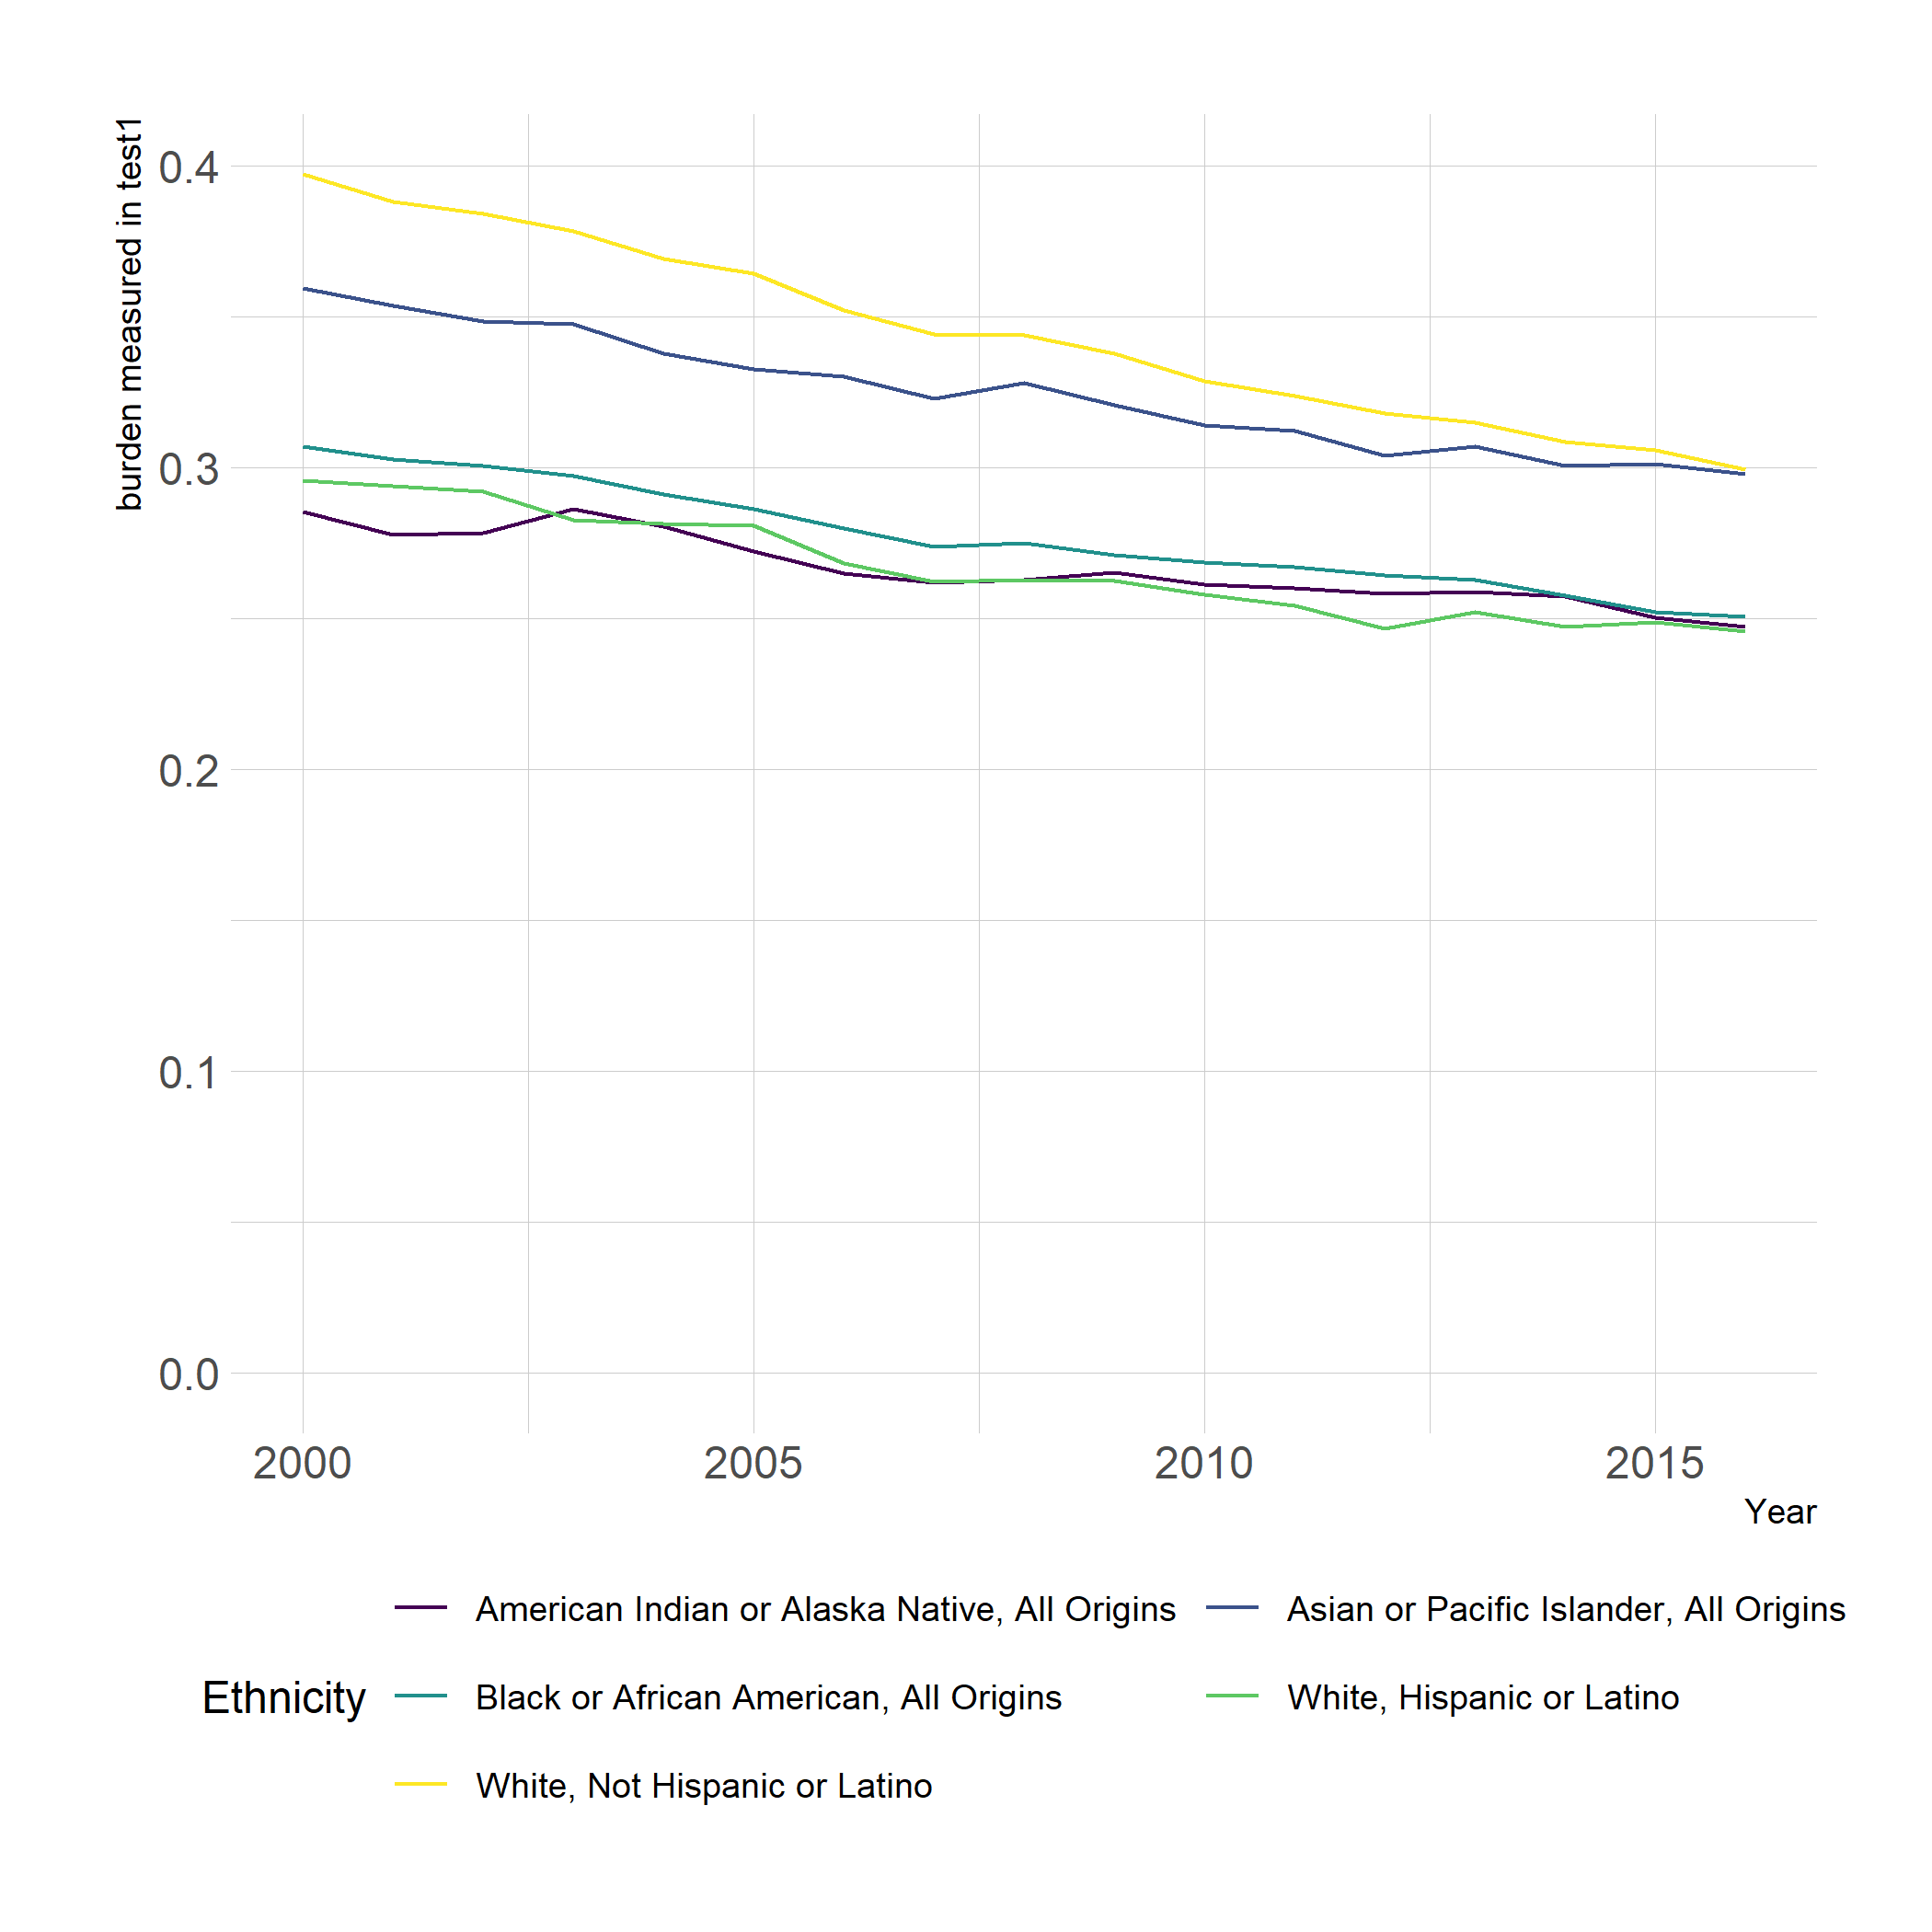 burden measured in test1
0.4
0.3
0.2
0.1
0.0
2000 2005 2010 2015
Year
Ethnicity
American Indian or Alaska Native, All Origins
Asian or Pacific Islander, All Origins
Black or African American, All Origins
White, Hispanic or Latino
White, Not Hispanic or Latino